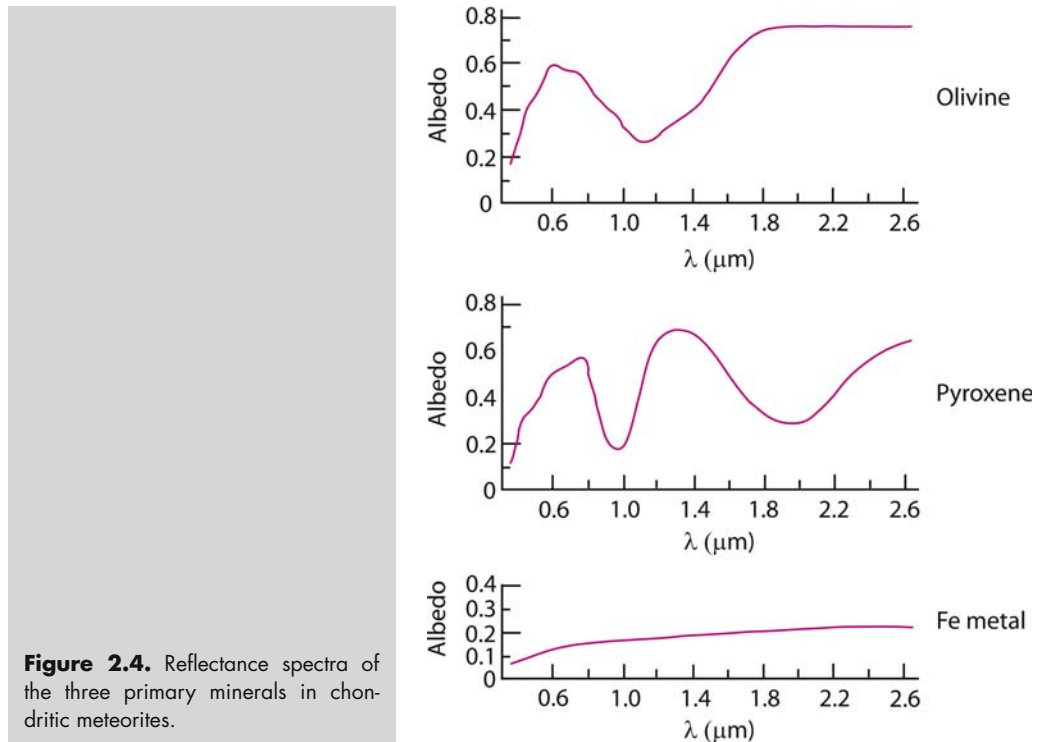 0.8
0.6
0.4
0.2
0
Albedo
0.6 1.0 1.4 1.8 2.2 2.6
λ (μm)
Olivine
0.8
0.6
0.4
0.2
0
Albedo
0.6 1.0 1.4 1.8 2.2 2.6
λ (μm)
Pyroxene
0.4
0.3
0.2
0.1
0
Albedo
0.6 1.0 1.4 1.8 2.2 2.6
λ (μm)
Fe metal
Figure 2.4. Reflectance spectra of
the three primary minerals in chon-
dritic meteorites.